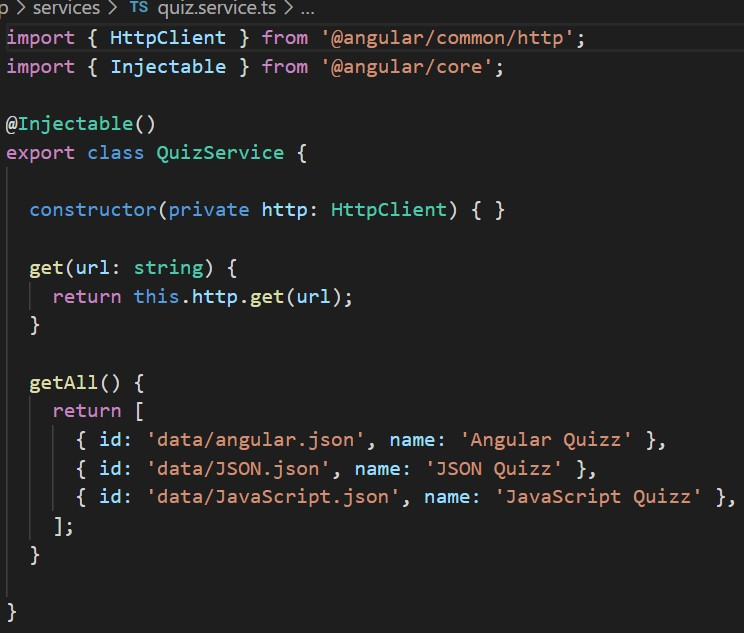 p > services > TS quiz.service.ts > ...
import { HttpClient } from '@angular/common/http';
import { Injectable } from '@angular/core';

@Injectable()
export class QuizService {

  constructor(private http: HttpClient) { }

  get(url: string) {
    return this.http.get(url);
  }

  getAll() {
    return [
      { id: 'data/angular.json', name: 'Angular Quizz' },
      { id: 'data/JSON.json', name: 'JSON Quizz' },
      { id: 'data/JavaScript.json', name: 'JavaScript Quizz' },
    ];
  }

}